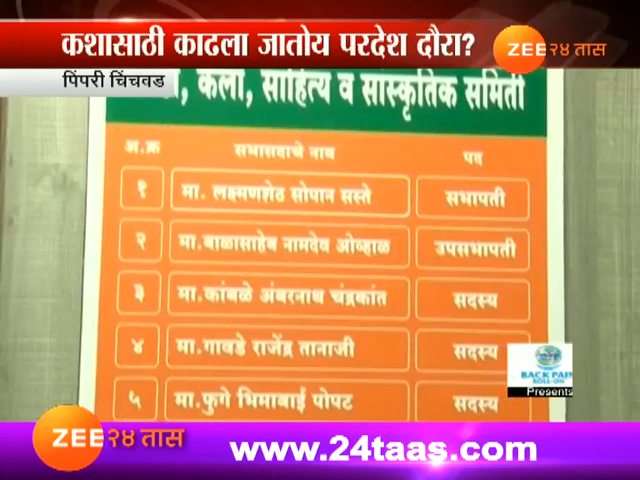 कशासाठी काढला जातोय परदेश दौरा?
ZEE २४ तास
पिंपरी चिंचवड
, कला, साहित्य व सांस्कृतिक समिती
अ.क्र सभासदाचे नाव पद
१ मा. लक्ष्मणशेठ सोपान सस्ते सभापती
२ मा.बाळासाहेब नामदेव ओव्हाळ उपसभापती
३ मा.कांबळे अंबरनाथ चंद्रकांत सदस्य
४ मा.गावडे राजेंद्र तानाजी सदस्य
५ मा.फुगे भिमाबाई पोपट सदस्य
BACK PAIN
ROLL-ON
Presents
ZEE २४ तास
www.24taas.com